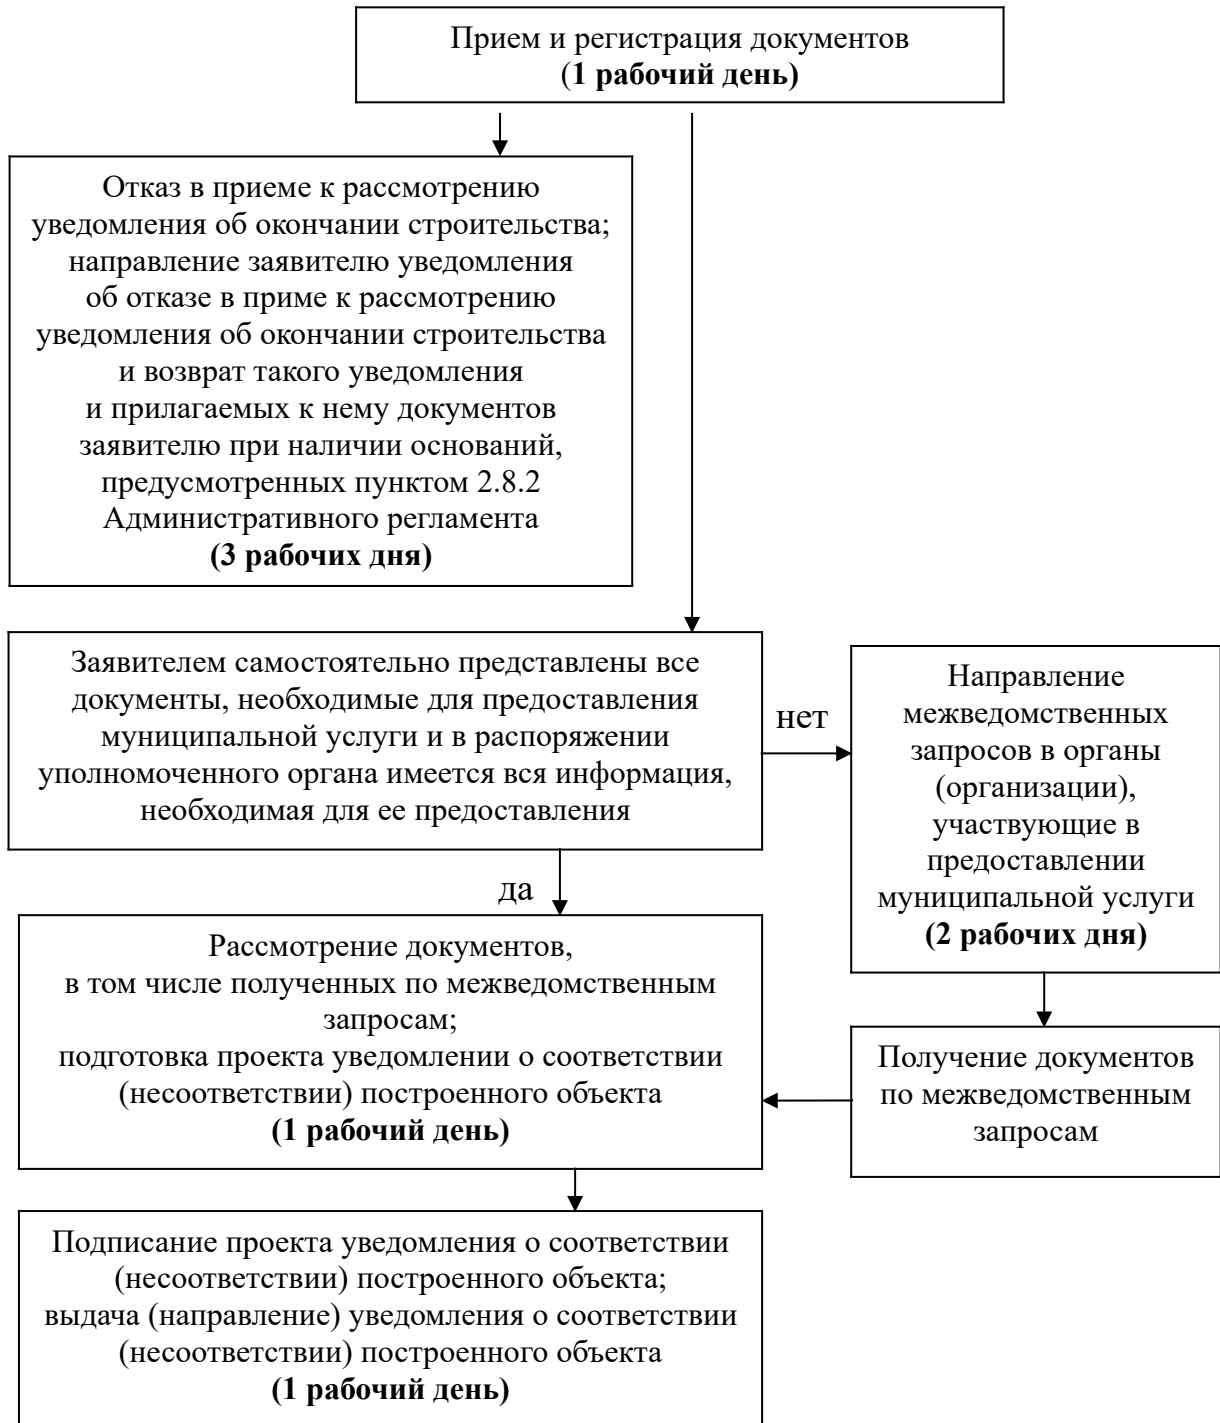 Прием и регистрация документов
(1 рабочий день)
Отказ в приеме к рассмотрению
уведомления об окончании строительства;
направление заявителю уведомления
об отказе в приме к рассмотрению
уведомления об окончании строительства
и возврат такого уведомления
и прилагаемых к нему документов
заявителю при наличии оснований,
предусмотренных пунктом 2.8.2
Административного регламента
(3 рабочих дня)
Заявителем самостоятельно представлены все
документы, необходимые для предоставления
муниципальной услуги и в распоряжении
уполномоченного органа имеется вся информация,
необходимая для ее предоставления
нет
Направление
межведомственных
запросов в органы
(организации),
участвующие в
предоставлении
муниципальной услуги
(2 рабочих дня)
да
Рассмотрение документов,
в том числе полученных по межведомственным
запросам;
подготовка проекта уведомлении о соответствии
(несоответствии) построенного объекта
(1 рабочий день)
Получение документов
по межведомственным
запросам
Подписание проекта уведомления о соответствии
(несоответствии) построенного объекта;
выдача (направление) уведомления о соответствии
(несоответствии) построенного объекта
(1 рабочий день)